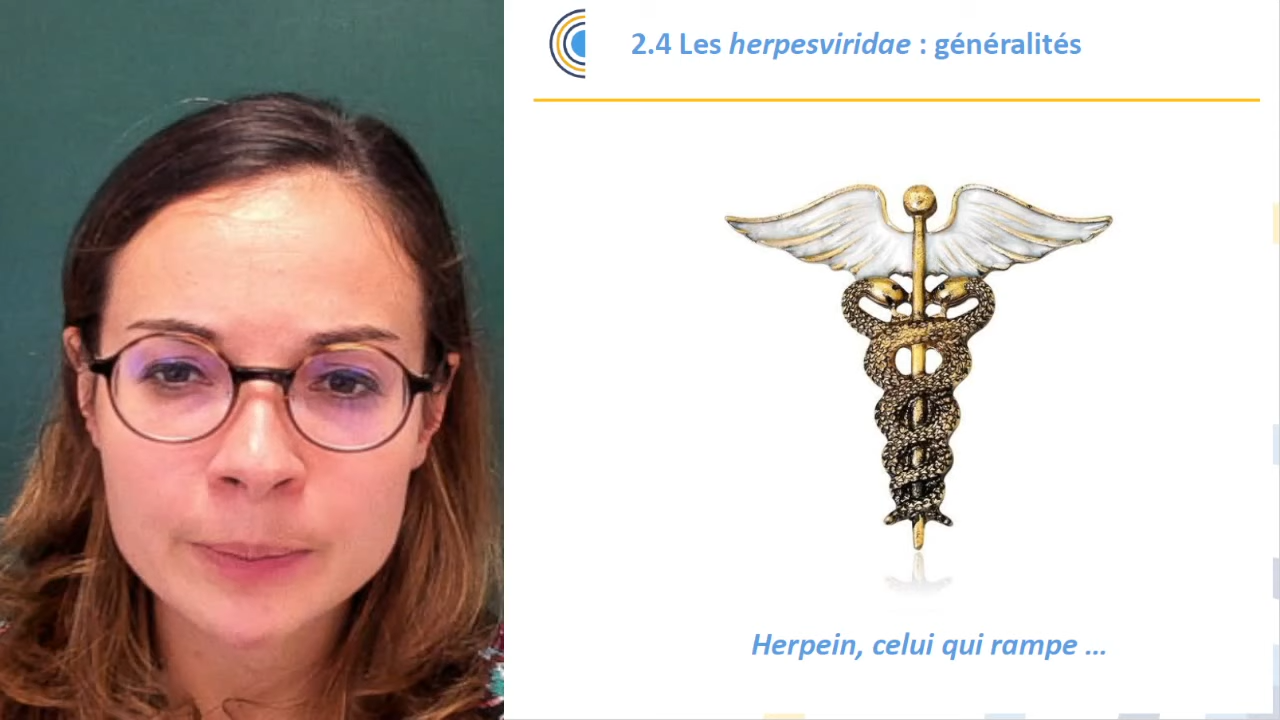 2.4 Les herpesviridae : généralités
Herpein, celui qui rampe ...